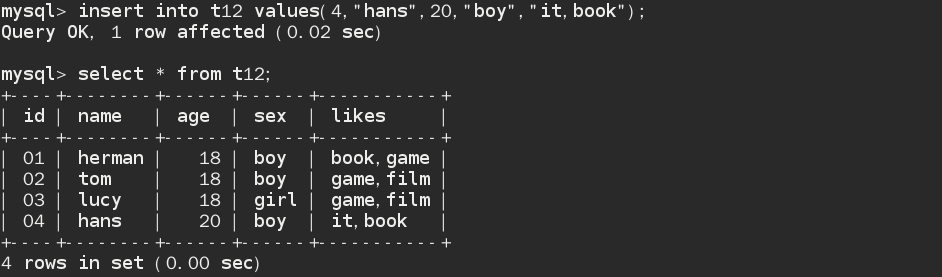 mysql> insert into t12 values(4,"hans",20,"boy","it,book");
Query OK, 1 row affected (0.02 sec)
mysql> select * from t12;
+----+--------+------+------+-----------+
| id | name   | age  | sex  | likes     |
+----+--------+------+------+-----------+
| 01 | herman |   18 | boy  | book,game |
| 02 | tom    |   18 | boy  | game,film |
| 03 | lucy   |   18 | girl | game,film |
| 04 | hans   |   20 | boy  | it,book   |
+----+--------+------+------+-----------+
4 rows in set (0.00 sec)